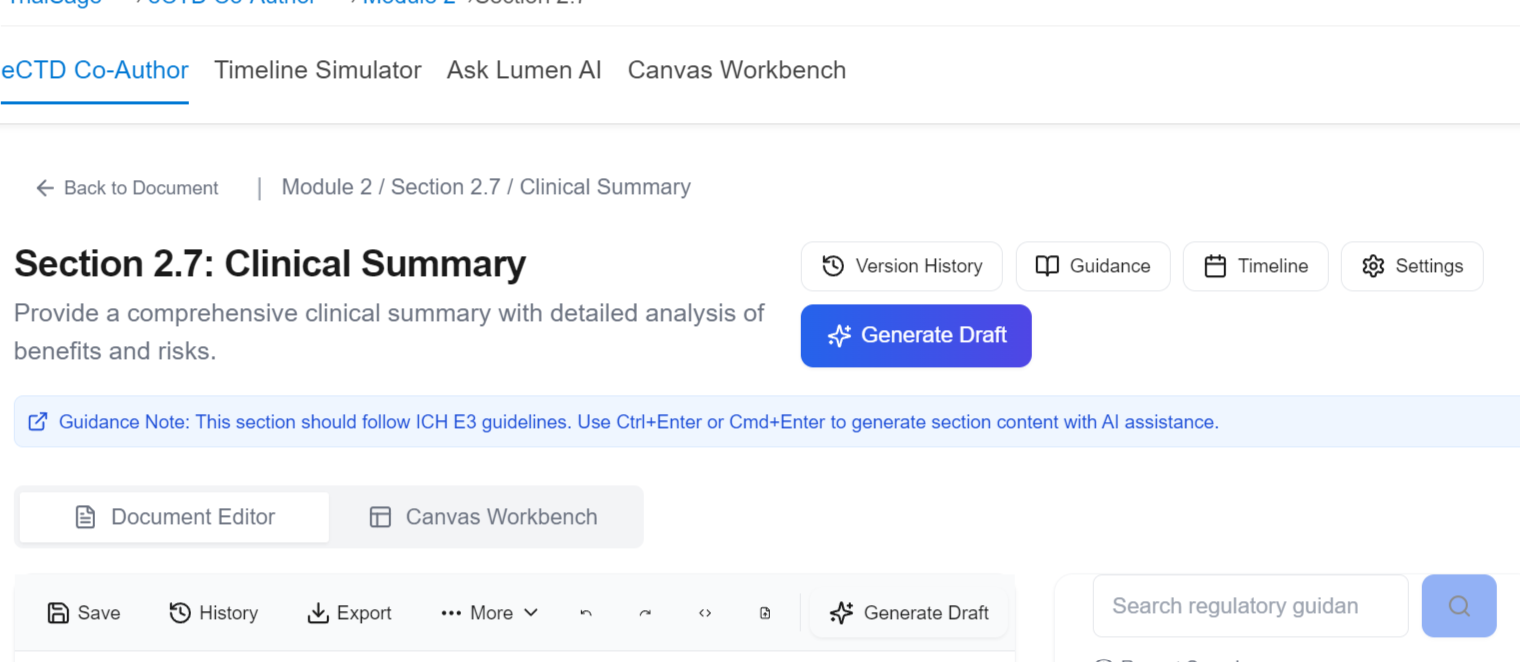 TrialSage › eCTD Co-Author › Module 2 › Section 2.7
eCTD Co-Author Timeline Simulator Ask Lumen AI Canvas Workbench
Back to Document | Module 2 / Section 2.7 / Clinical Summary
Section 2.7: Clinical Summary
Version History Guidance Timeline Settings
Provide a comprehensive clinical summary with detailed analysis of
benefits and risks.
Generate Draft
Guidance Note: This section should follow ICH E3 guidelines. Use Ctrl+Enter or Cmd+Enter to generate section content with AI assistance.
Document Editor Canvas Workbench
Save History Export More Generate Draft
Search regulatory guidan